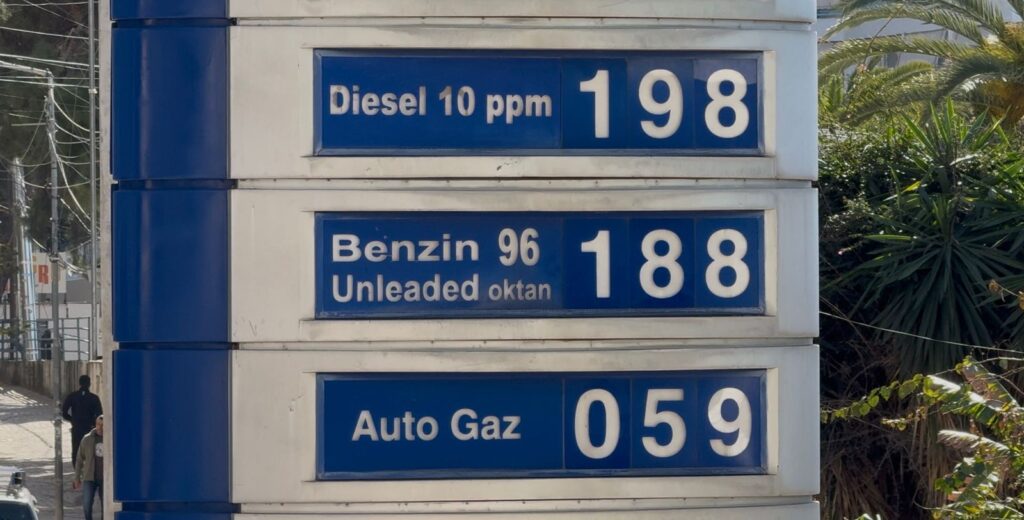 Diesel 10 ppm 198
Benzin 96 188
Unleaded oktan
Auto Gaz 059